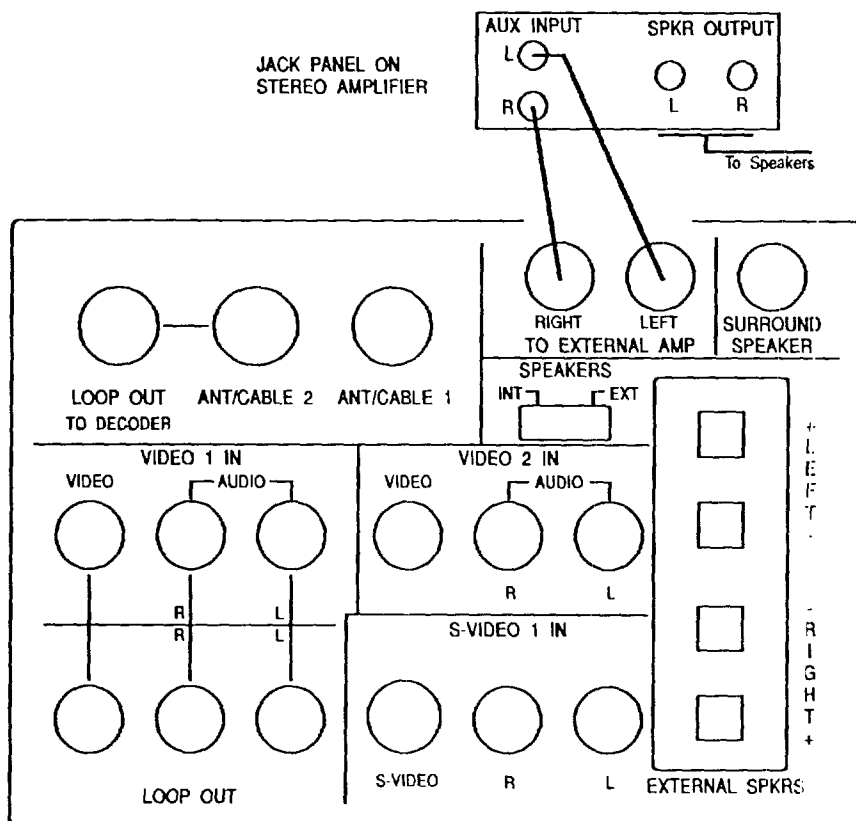 JACK PANEL ON
STEREO AMPLIFIER
AUX INPUT
SPKR OUTPUT
L
R
L
R
To Speakers
RIGHT
LEFT
TO EXTERNAL AMP
SURROUND
SPEAKER
LOOP OUT
TO DECODER
ANT/CABLE 2
ANT/CABLE 1
SPEAKERS
INT
EXT
VIDEO 1 IN
VIDEO
AUDIO
R
L
R
L
LOOP OUT
VIDEO 2 IN
VIDEO
AUDIO
R
L
S-VIDEO 1 IN
S-VIDEO
R
L
+ LEFT -
- RIGHT +
EXTERNAL SPKRS